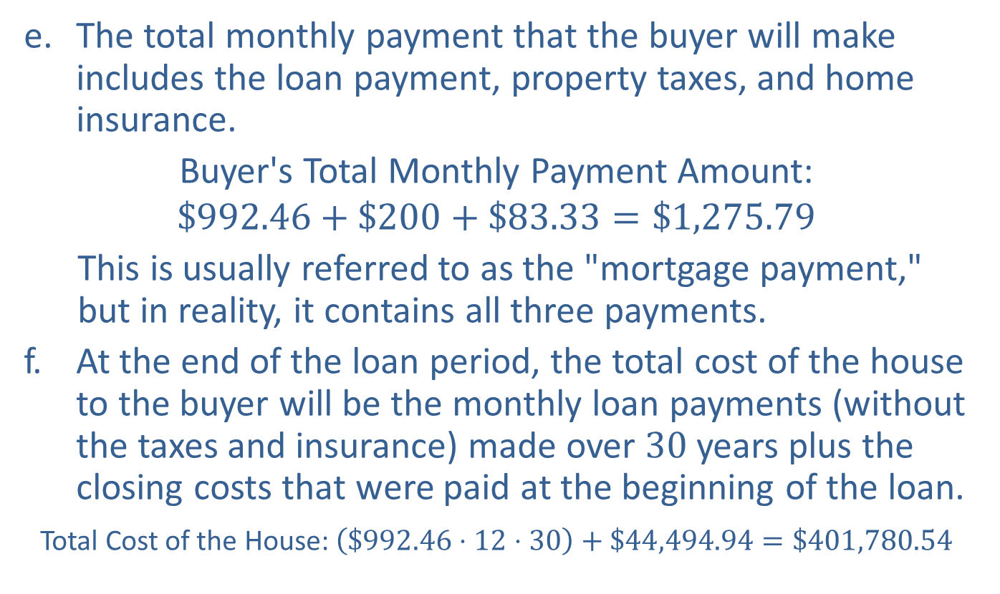 e. The total monthly payment that the buyer will make
includes the loan payment, property taxes, and home
insurance.
Buyer's Total Monthly Payment Amount:
$992.46 + $200 + $83.33 = $1,275.79
This is usually referred to as the "mortgage payment,"
but in reality, it contains all three payments.
f. At the end of the loan period, the total cost of the house
to the buyer will be the monthly loan payments (without
the taxes and insurance) made over 30 years plus the
closing costs that were paid at the beginning of the loan.
Total Cost of the House: ($992.46 · 12 · 30) + $44,494.94 = $401,780.54